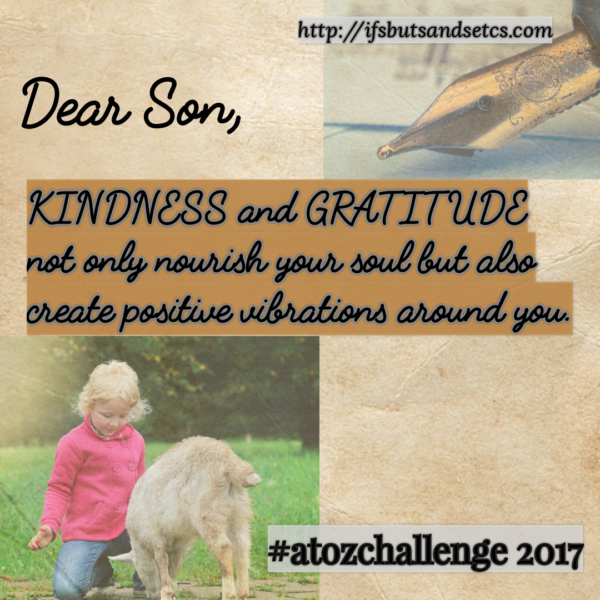 http://ifsbutsandsetcs.com
Dear Son,
KINDNESS and GRATITUDE
not only nourish your soul but also
create positive vibrations around you.
#atozchallenge 2017